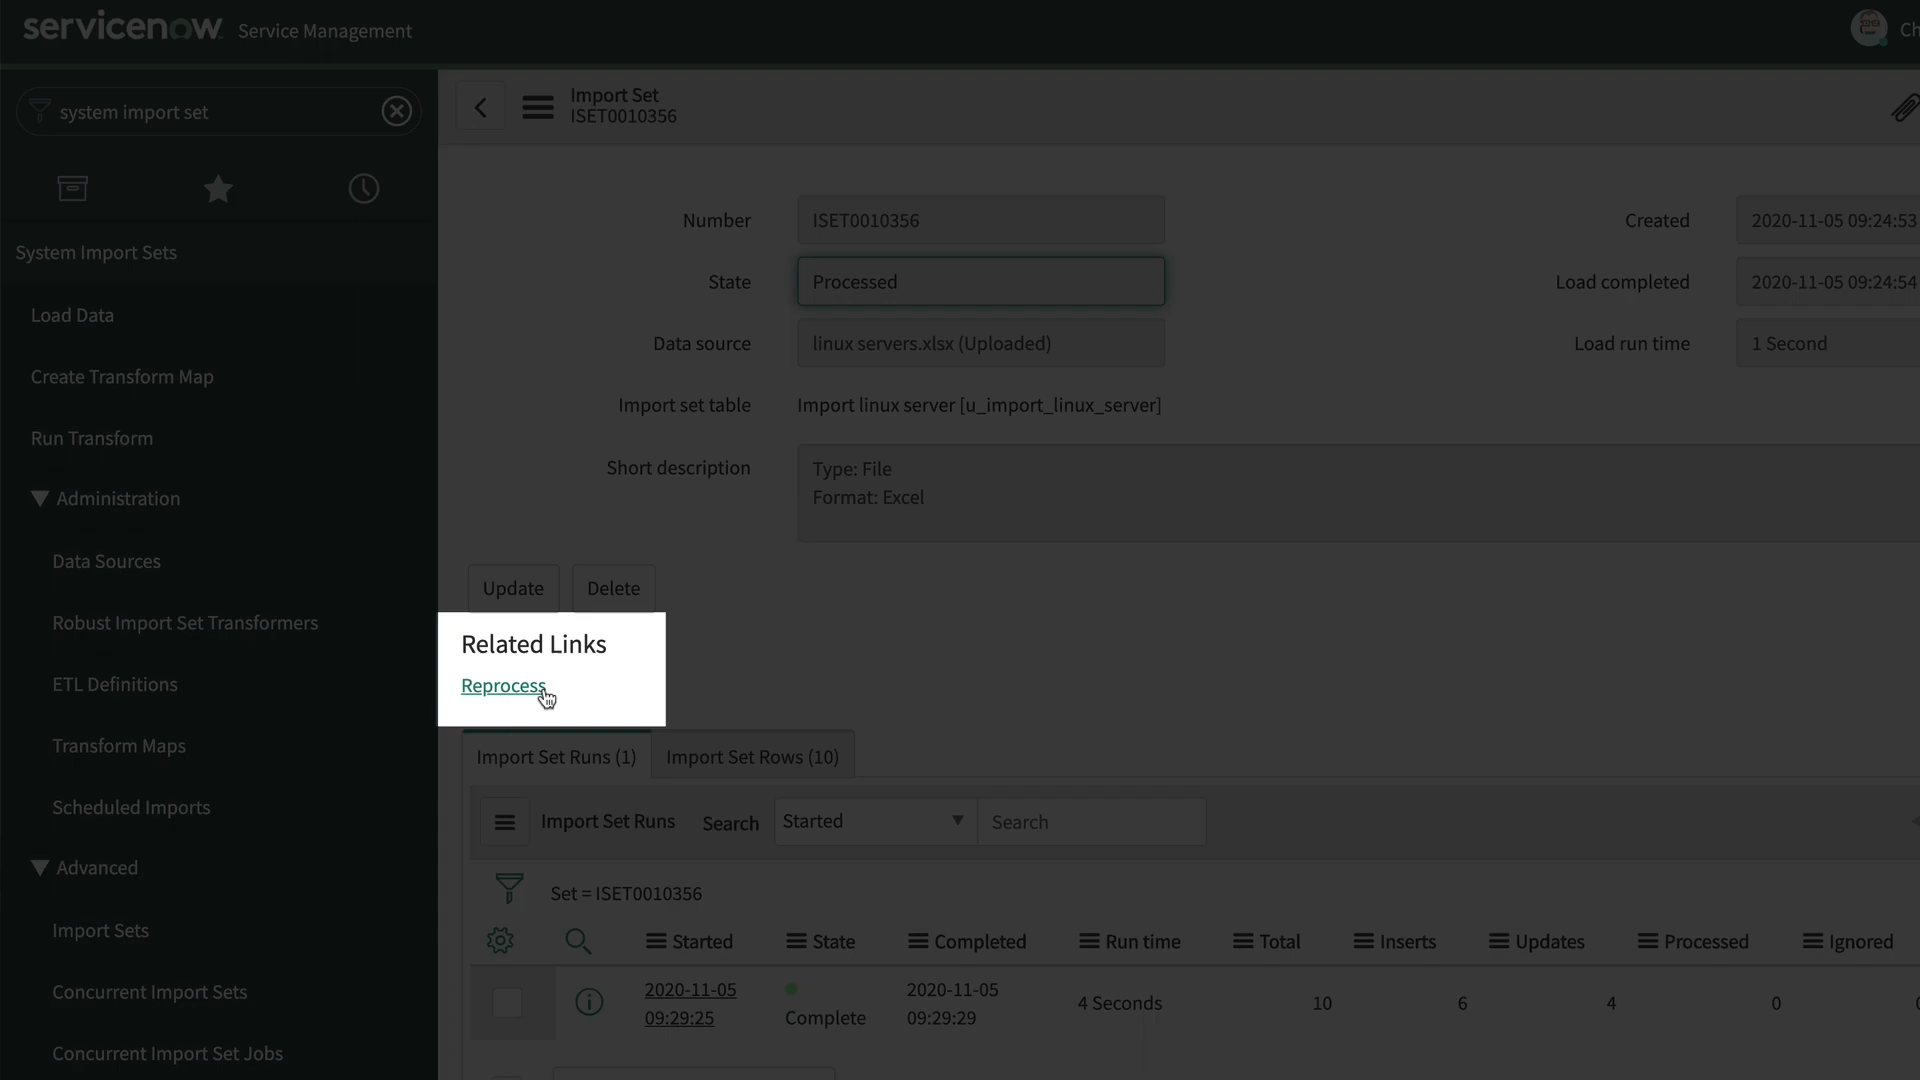 servicenow Service Management
system import set
System Import Sets
Load Data
Create Transform Map
Run Transform
Administration
Data Sources
Robust Import Set Transformers
ETL Definitions
Transform Maps
Scheduled Imports
Advanced
Import Sets
Concurrent Import Sets
Concurrent Import Set Jobs
Ch
Import Set
ISET0010356
Number ISET0010356
Created 2020-11-05 09:24:53
State Processed
Load completed 2020-11-05 09:24:54
Data source linux servers.xlsx (Uploaded)
Load run time 1 Second
Import set table Import linux server [u_import_linux_server]
Short description Type: File
Format: Excel
Update Delete
Related Links
Reprocess
Import Set Runs (1) Import Set Rows (10)
Import Set Runs Search Started Search
Set = ISET0010356
Started State Completed Run time Total Inserts Updates Processed Ignored
2020-11-05 09:29:25 Complete 2020-11-05 09:29:29 4 Seconds 10 6 4 0